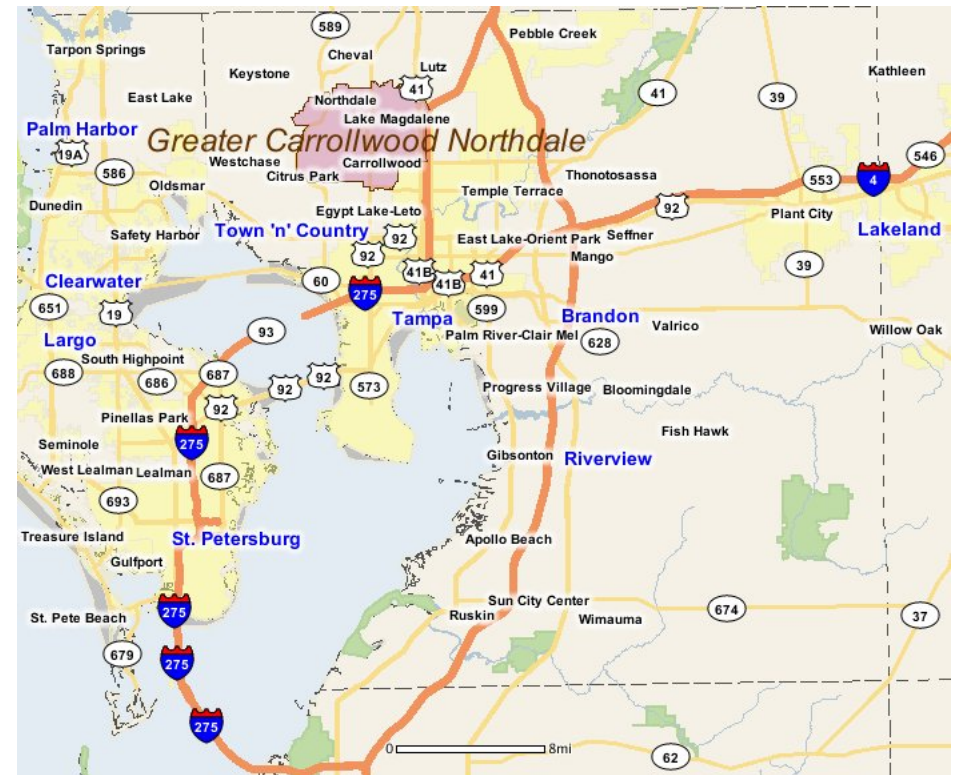 589
Pebble Creek
Tarpon Springs
Cheval
Lutz
Keystone
Kathleen
41
41
39
East Lake
Northdale
Lake Magdalene
Palm Harbor
Greater Carrollwood Northdale
19A
546
Westchase
Carrollwood
586
Citrus Park
Thonotosassa
553
4
Oldsmar
Temple Terrace
Dunedin
Egypt Lake-Leto
92
Plant City
Safety Harbor
Town 'n' Country
92
East Lake-Orient Park
Seffner
Lakeland
92
Mango
41B
41
39
Clearwater
60
275
41B
651
19
599
Tampa
Brandon
Valrico
Willow Oak
93
Palm River-Clair Mel
628
Largo
South Highpoint
688
686
687
92
92
573
Progress Village
Bloomingdale
92
Pinellas Park
Fish Hawk
Seminole
275
Gibsonton
Riverview
West Lealman
Lealman
687
693
Treasure Island
St. Petersburg
Apollo Beach
Gulfport
275
Sun City Center
674
37
St. Pete Beach
Ruskin
Wimauma
679
275
275
0
8mi
62